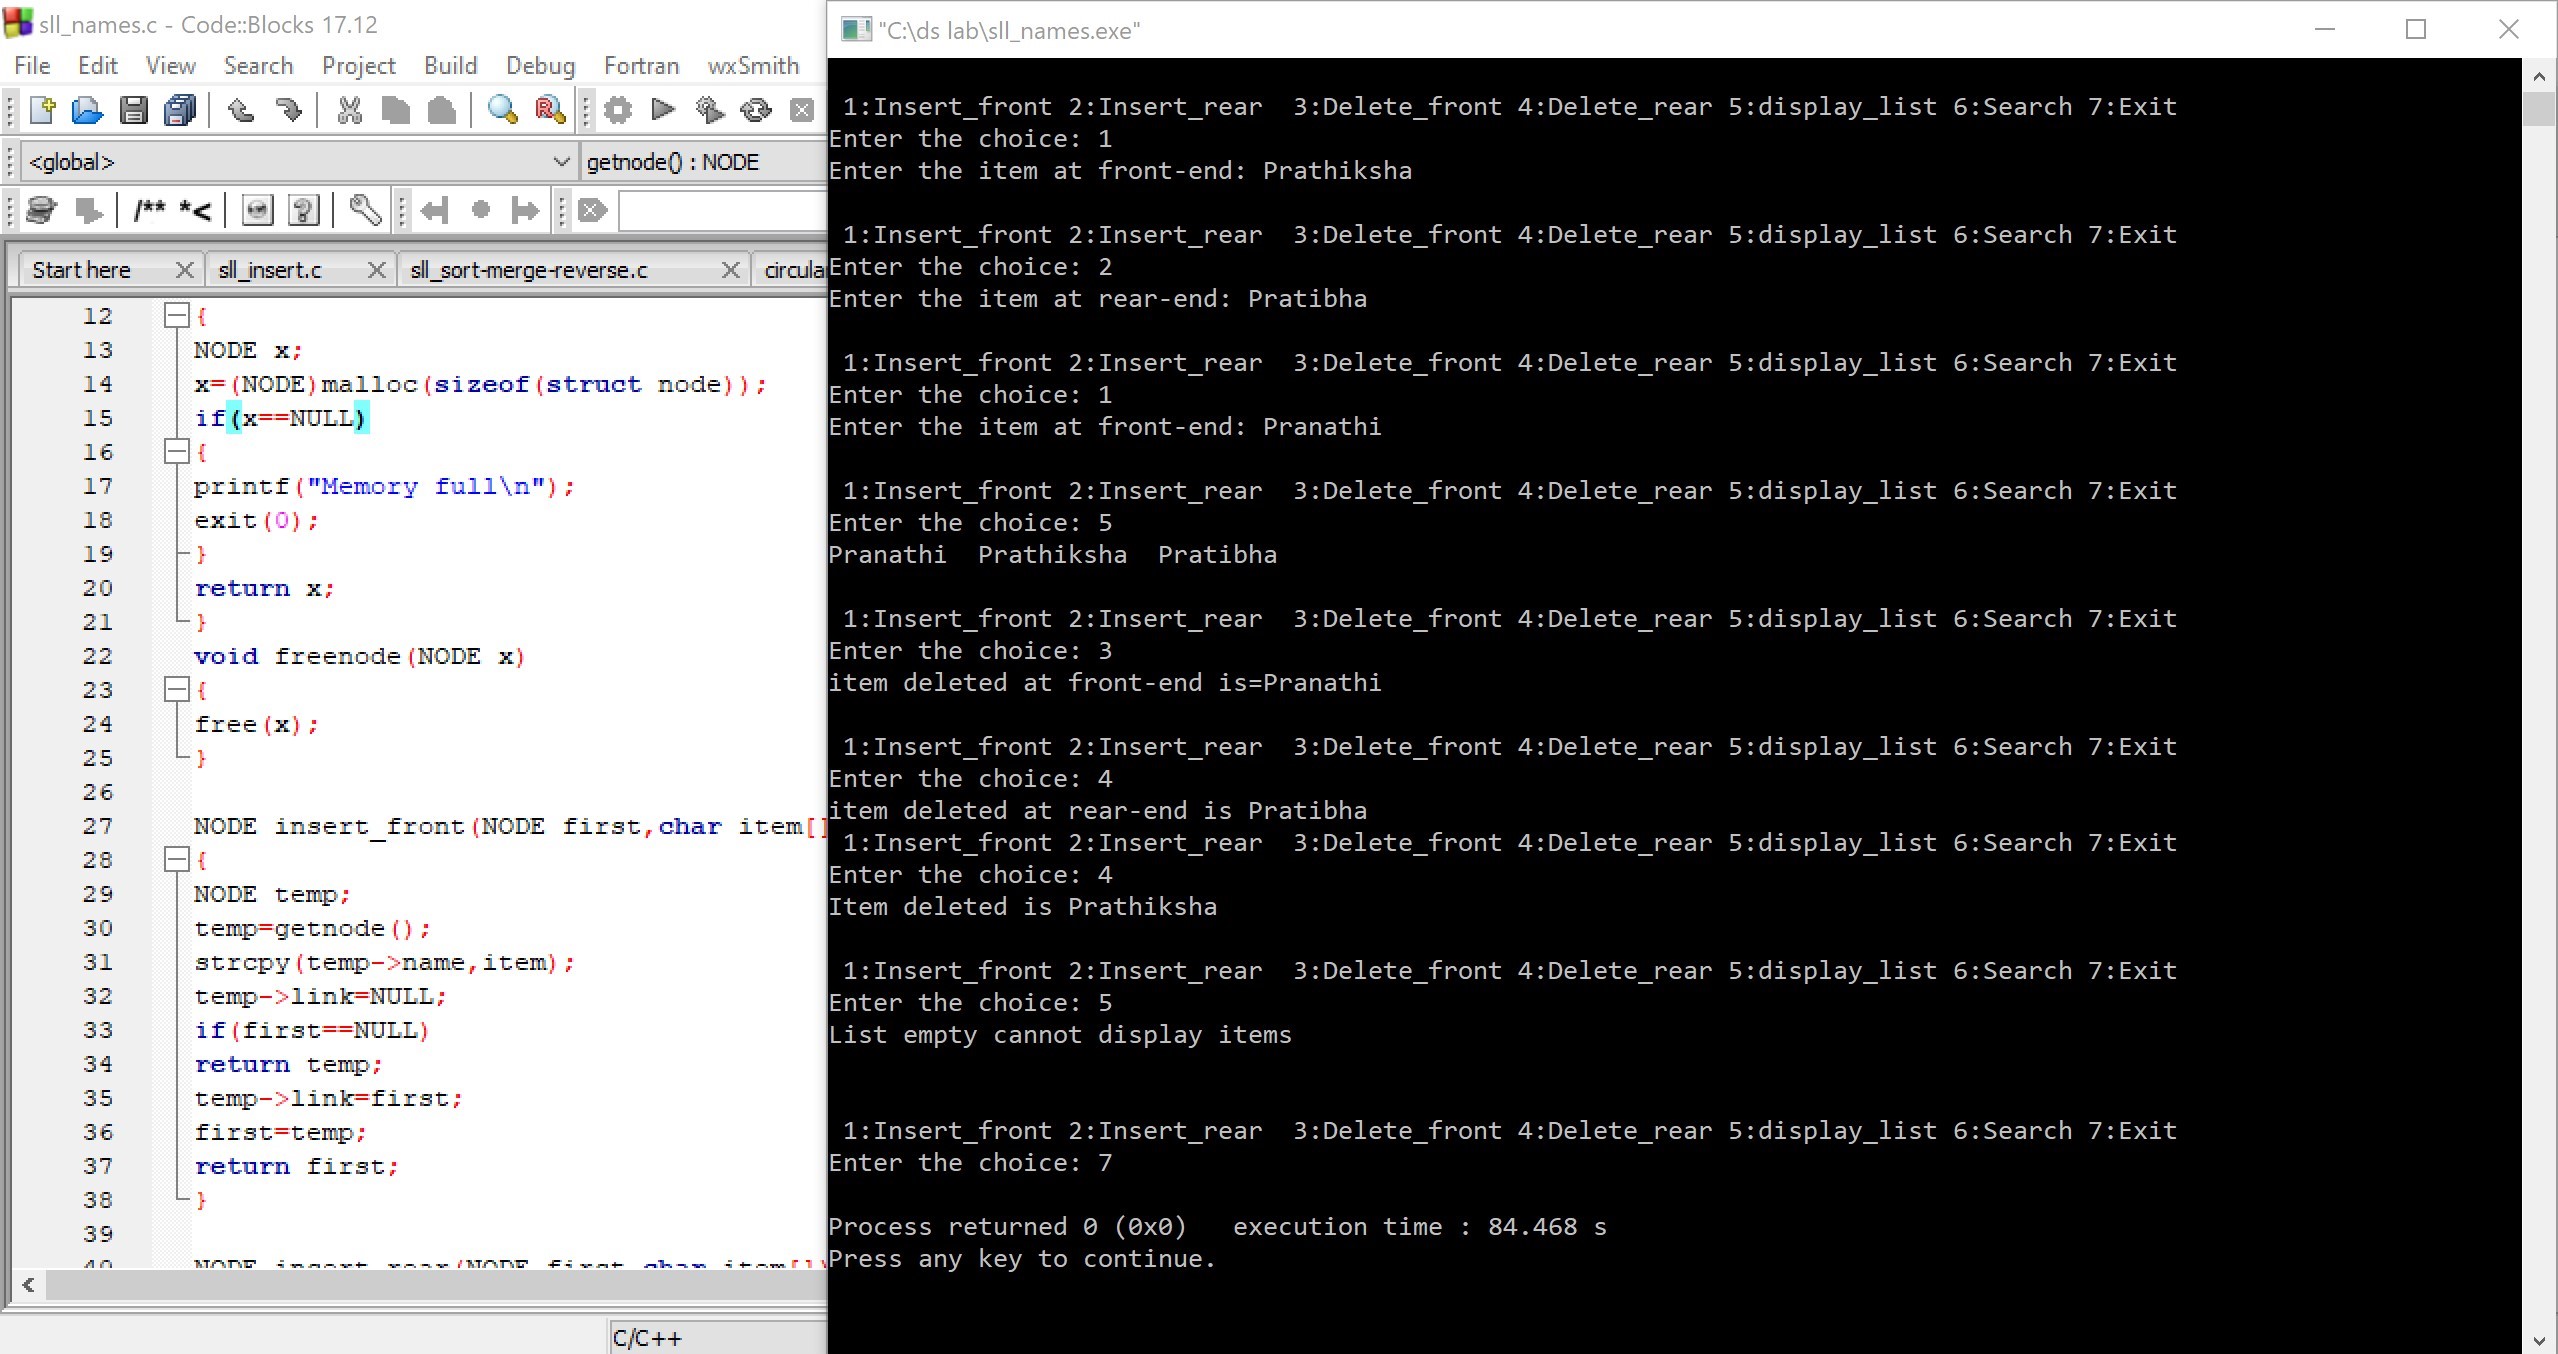 sll_names.c - Code::Blocks 17.12
File Edit View Search Project Build Debug Fortran wxSmith
<global> getnode() : NODE
/** *<
Start here sll_insert.c sll_sort-merge-reverse.c circula
12 {
13 NODE x;
14 x=(NODE)malloc(sizeof(struct node));
15 if(x==NULL)
16 {
17 printf("Memory full\n");
18 exit(0);
19 }
20 return x;
21 }
22 void freenode(NODE x)
23 {
24 free(x);
25 }
26
27 NODE insert_front(NODE first,char item[]
28 {
29 NODE temp;
30 temp=getnode();
31 strcpy(temp->name,item);
32 temp->link=NULL;
33 if(first==NULL)
34 return temp;
35 temp->link=first;
36 first=temp;
37 return first;
38 }
39
40 NODE insert_rear(NODE first,char item[])
C/C++
"C:\ds lab\sll_names.exe"
1:Insert_front 2:Insert_rear  3:Delete_front 4:Delete_rear 5:display_list 6:Search 7:Exit
Enter the choice: 1
Enter the item at front-end: Prathiksha
1:Insert_front 2:Insert_rear  3:Delete_front 4:Delete_rear 5:display_list 6:Search 7:Exit
Enter the choice: 2
Enter the item at rear-end: Pratibha
1:Insert_front 2:Insert_rear  3:Delete_front 4:Delete_rear 5:display_list 6:Search 7:Exit
Enter the choice: 1
Enter the item at front-end: Pranathi
1:Insert_front 2:Insert_rear  3:Delete_front 4:Delete_rear 5:display_list 6:Search 7:Exit
Enter the choice: 5
Pranathi  Prathiksha  Pratibha
1:Insert_front 2:Insert_rear  3:Delete_front 4:Delete_rear 5:display_list 6:Search 7:Exit
Enter the choice: 3
item deleted at front-end is=Pranathi
1:Insert_front 2:Insert_rear  3:Delete_front 4:Delete_rear 5:display_list 6:Search 7:Exit
Enter the choice: 4
item deleted at rear-end is Pratibha
1:Insert_front 2:Insert_rear  3:Delete_front 4:Delete_rear 5:display_list 6:Search 7:Exit
Enter the choice: 4
Item deleted is Prathiksha
1:Insert_front 2:Insert_rear  3:Delete_front 4:Delete_rear 5:display_list 6:Search 7:Exit
Enter the choice: 5
List empty cannot display items
1:Insert_front 2:Insert_rear  3:Delete_front 4:Delete_rear 5:display_list 6:Search 7:Exit
Enter the choice: 7
Process returned 0 (0x0)   execution time : 84.468 s
Press any key to continue.